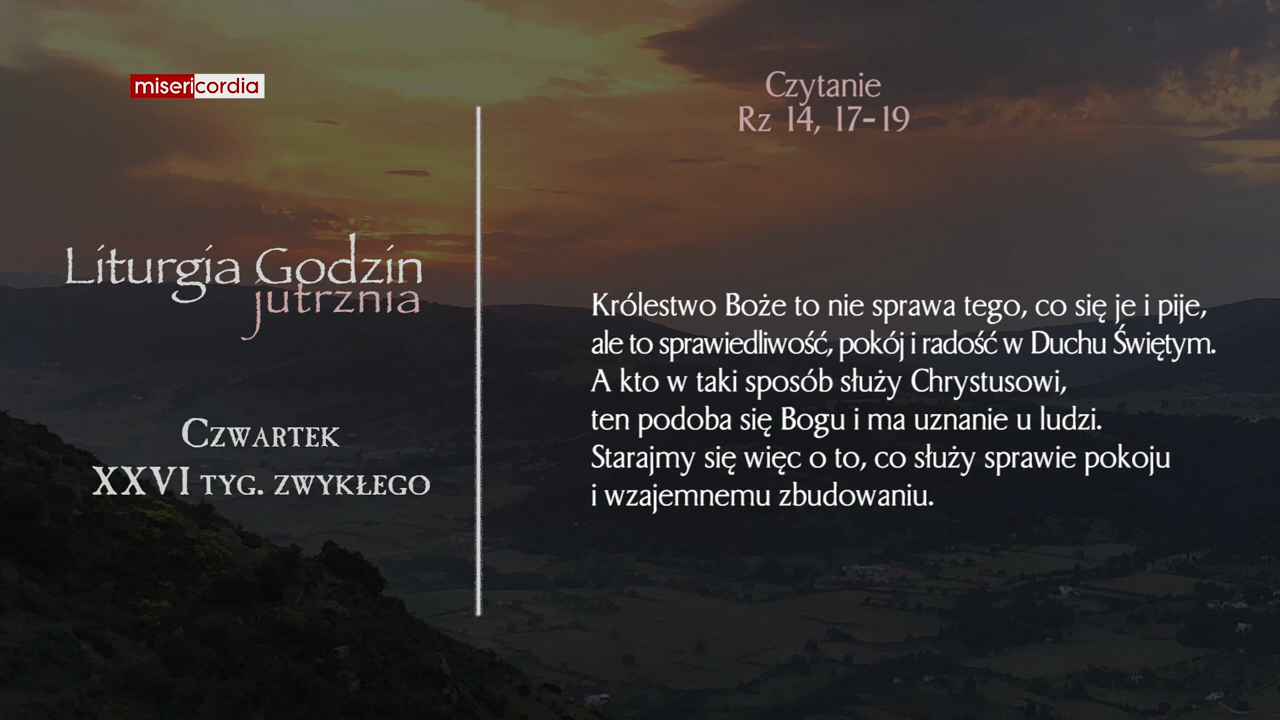 misericordia
Liturgia Godzin
jutrznia
Czwartek
XXVI tyg. zwykłego
Czytanie
Rz 14, 17-19
Królestwo Boże to nie sprawa tego, co się je i pije,
ale to sprawiedliwość, pokój i radość w Duchu Świętym.
A kto w taki sposób służy Chrystusowi,
ten podoba się Bogu i ma uznanie u ludzi.
Starajmy się więc o to, co służy sprawie pokoju
i wzajemnemu zbudowaniu.